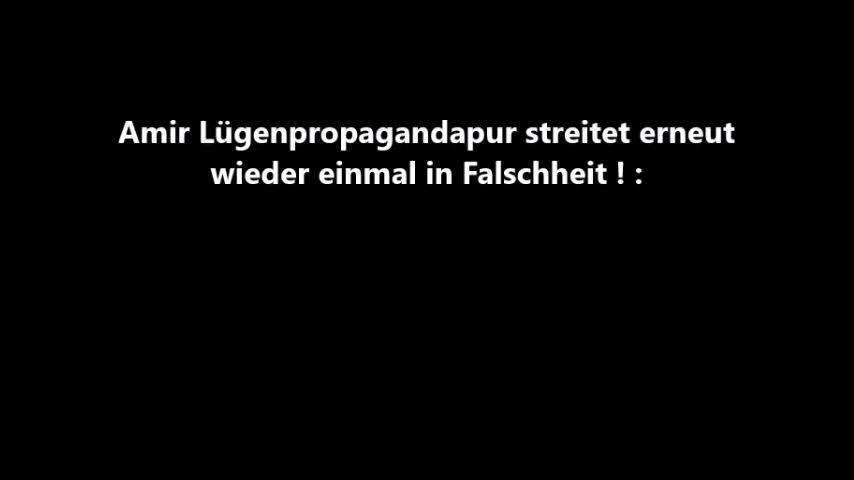 Amir Lügenpropagandapur streitet erneut
wieder einmal in Falschheit ! :